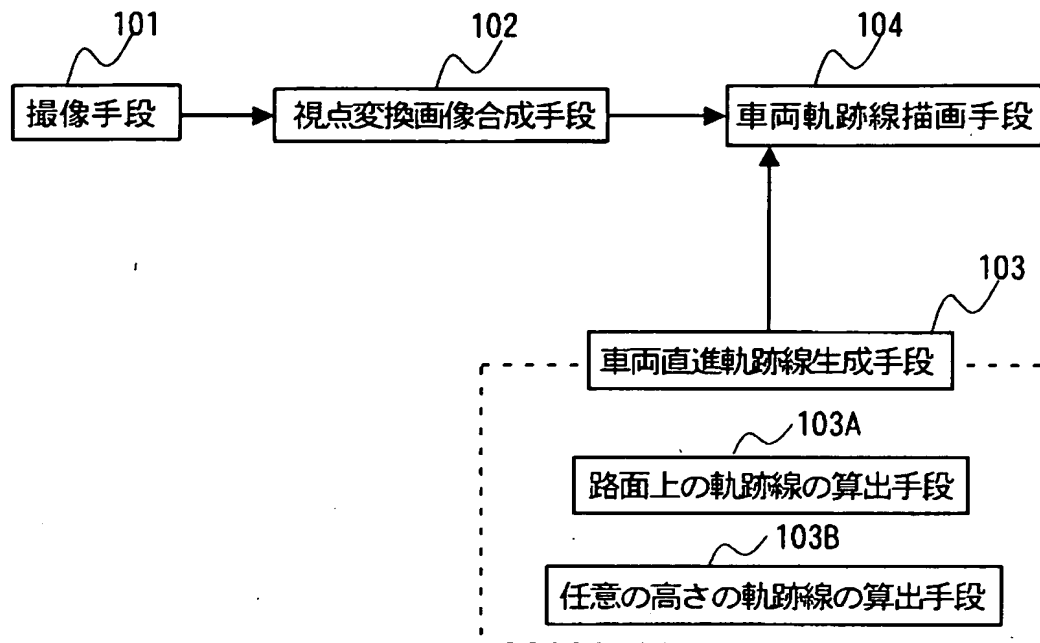 101
102
104
撮像手段
視点変換画像合成手段
車両軌跡線描画手段
103
車両直進軌跡線生成手段
103A
路面上の軌跡線の算出手段
103B
任意の高さの軌跡線の算出手段